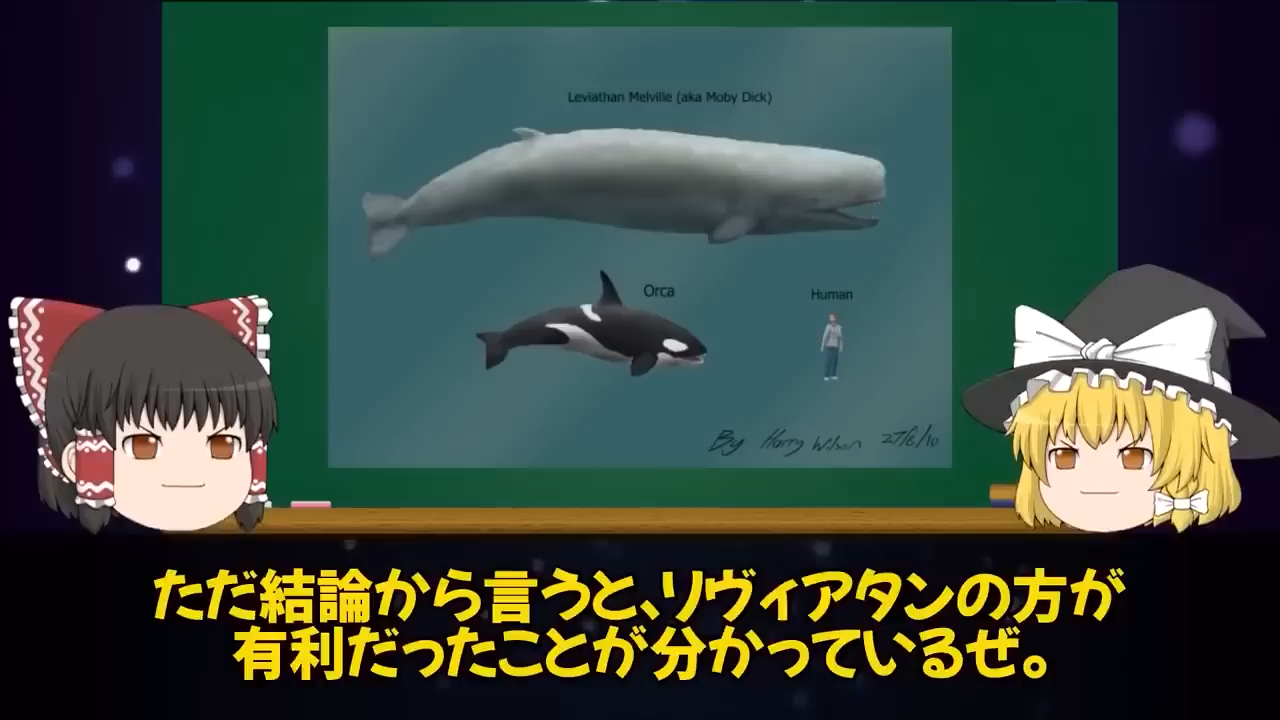 Leviathan Melville (aka Moby Dick)
Orca
Human
By Harry Wilson 27/8/10
ただ結論から言うと、リヴィアタンの方が
有利だったことが分かっているぜ。